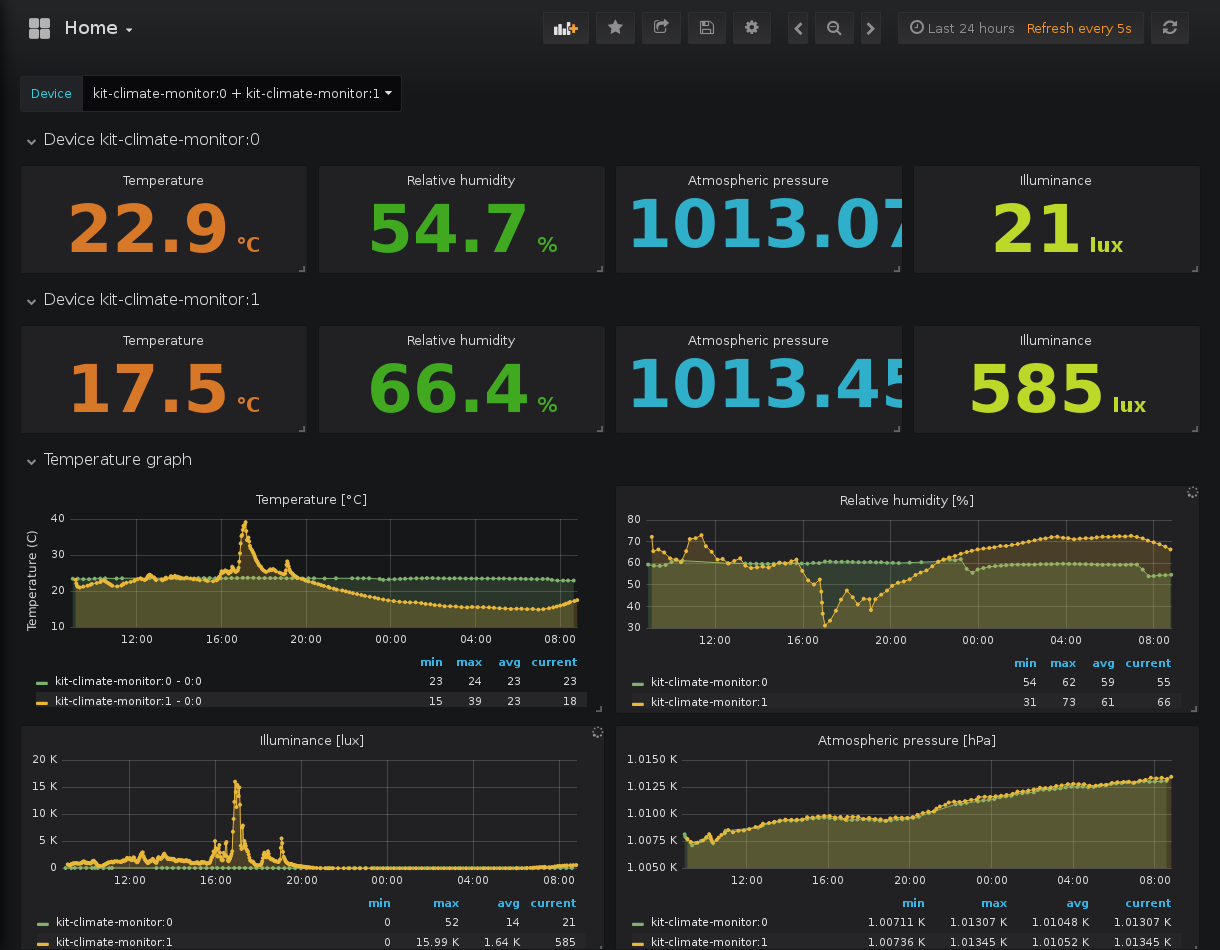 Home
Last 24 hours Refresh every 5s
Device kit-climate-monitor:0 + kit-climate-monitor:1
Device kit-climate-monitor:0
Temperature Relative humidity Atmospheric pressure Illuminance
22.9 °C 54.7 % 1013.07 21 lux
Device kit-climate-monitor:1
Temperature Relative humidity Atmospheric pressure Illuminance
17.5 °C 66.4 % 1013.45 585 lux
Temperature graph
Temperature [°C]
Temperature (C)
40
30
20
10
12:00 16:00 20:00 00:00 04:00 08:00
min max avg current
kit-climate-monitor:0 - 0:0 23 24 23 23
kit-climate-monitor:1 - 0:0 15 39 23 18
Relative humidity [%]
80
70
60
50
40
30
12:00 16:00 20:00 00:00 04:00 08:00
min max avg current
kit-climate-monitor:0 54 62 59 55
kit-climate-monitor:1 31 73 61 66
Illuminance [lux]
20 K
15 K
10 K
5 K
0
12:00 16:00 20:00 00:00 04:00 08:00
min max avg current
kit-climate-monitor:0 0 52 14 21
kit-climate-monitor:1 0 15.99 K 1.64 K 585
Atmospheric pressure [hPa]
1.0150 K
1.0125 K
1.0100 K
1.0075 K
1.0050 K
12:00 16:00 20:00 00:00 04:00 08:00
min max avg current
kit-climate-monitor:0 1.00711 K 1.01307 K 1.01048 K 1.01307 K
kit-climate-monitor:1 1.00736 K 1.01345 K 1.01052 K 1.01345 K